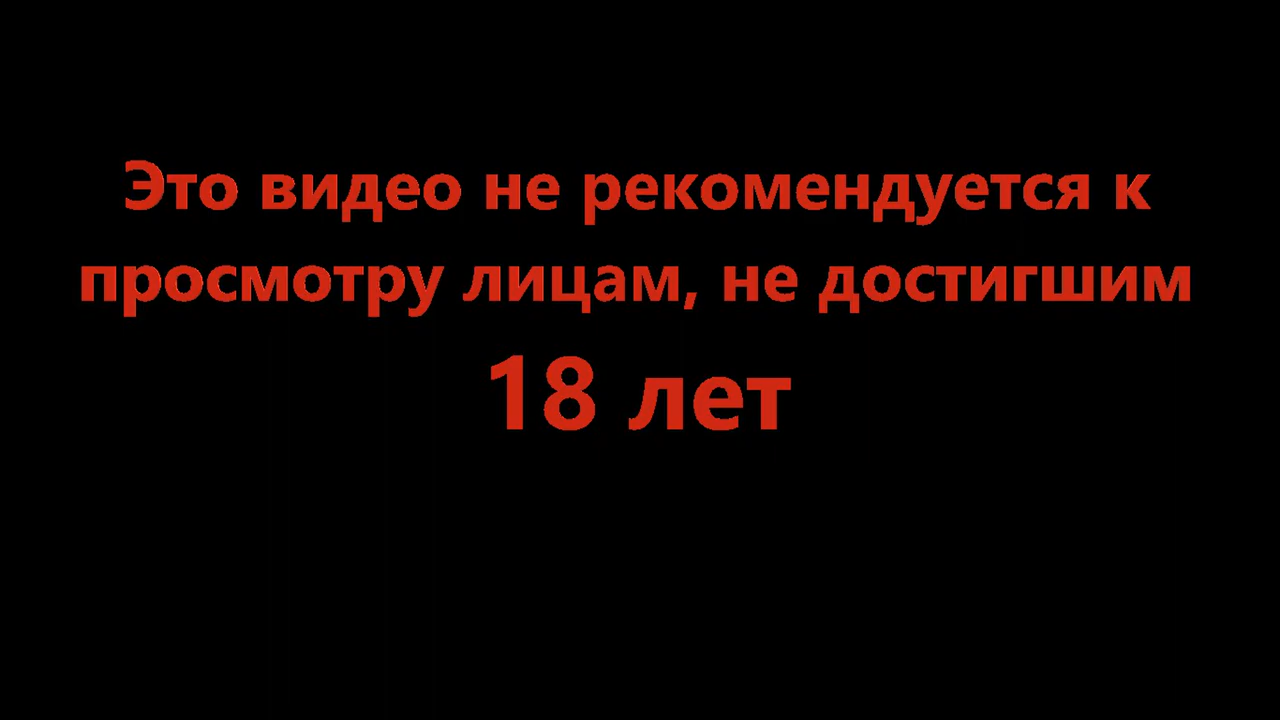 Это видео не рекомендуется к
просмотру лицам, не достигшим
18 лет